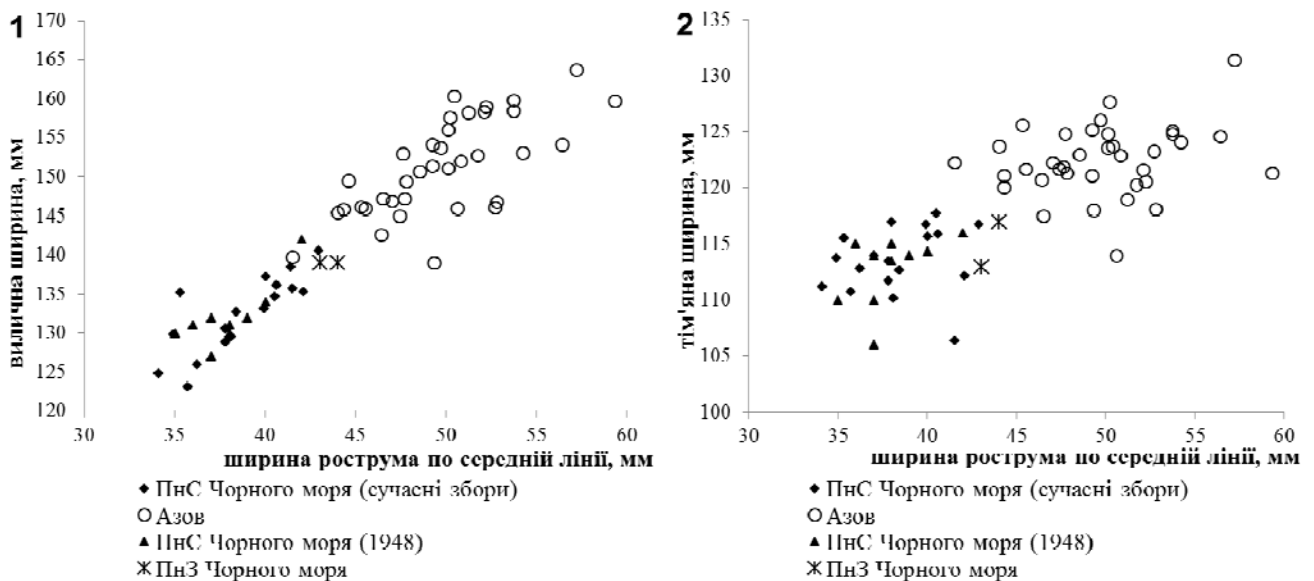 1
170
165
160
155
150
145
140
135
130
125
120
вилична ширина, мм
30 35 40 45 50 55 60
ширина рострума по середній лінії, мм
ПнС Чорного моря (сучасні збори)
Азов
ПнС Чорного моря (1948)
ПнЗ Чорного моря
2
135
130
125
120
115
110
105
100
тім'яна ширина, мм
30 35 40 45 50 55 60
ширина рострума по середній лінії, мм
ПнС Чорного моря (сучасні збори)
Азов
ПнС Чорного моря (1948)
ПнЗ Чорного моря